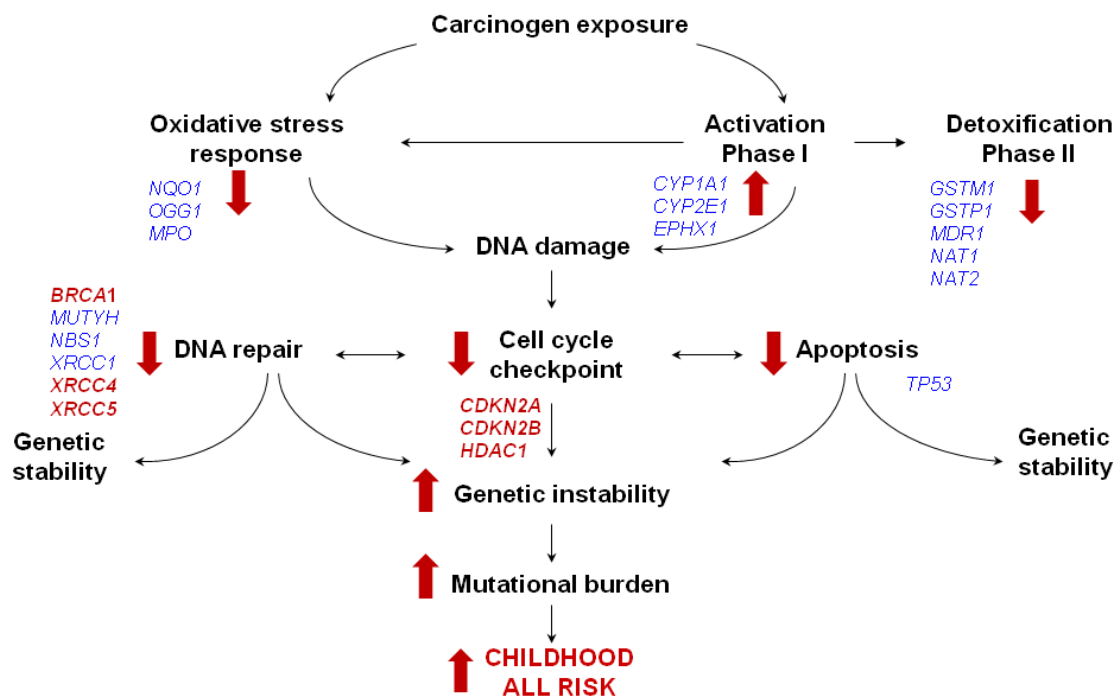 Carcinogen exposure
Oxidative stress
response
Activation
Phase I
Detoxification
Phase II
NQO1
OGG1
MPO
CYP1A1
CYP2E1
EPHX1
GSTM1
GSTP1
MDR1
NAT1
NAT2
DNA damage
BRCA1
MUTYH
NBS1
XRCC1
XRCC4
XRCC5
DNA repair
Cell cycle
checkpoint
Apoptosis
TP53
CDKN2A
CDKN2B
HDAC1
Genetic
stability
Genetic
stability
Genetic instability
Mutational burden
CHILDHOOD
ALL RISK